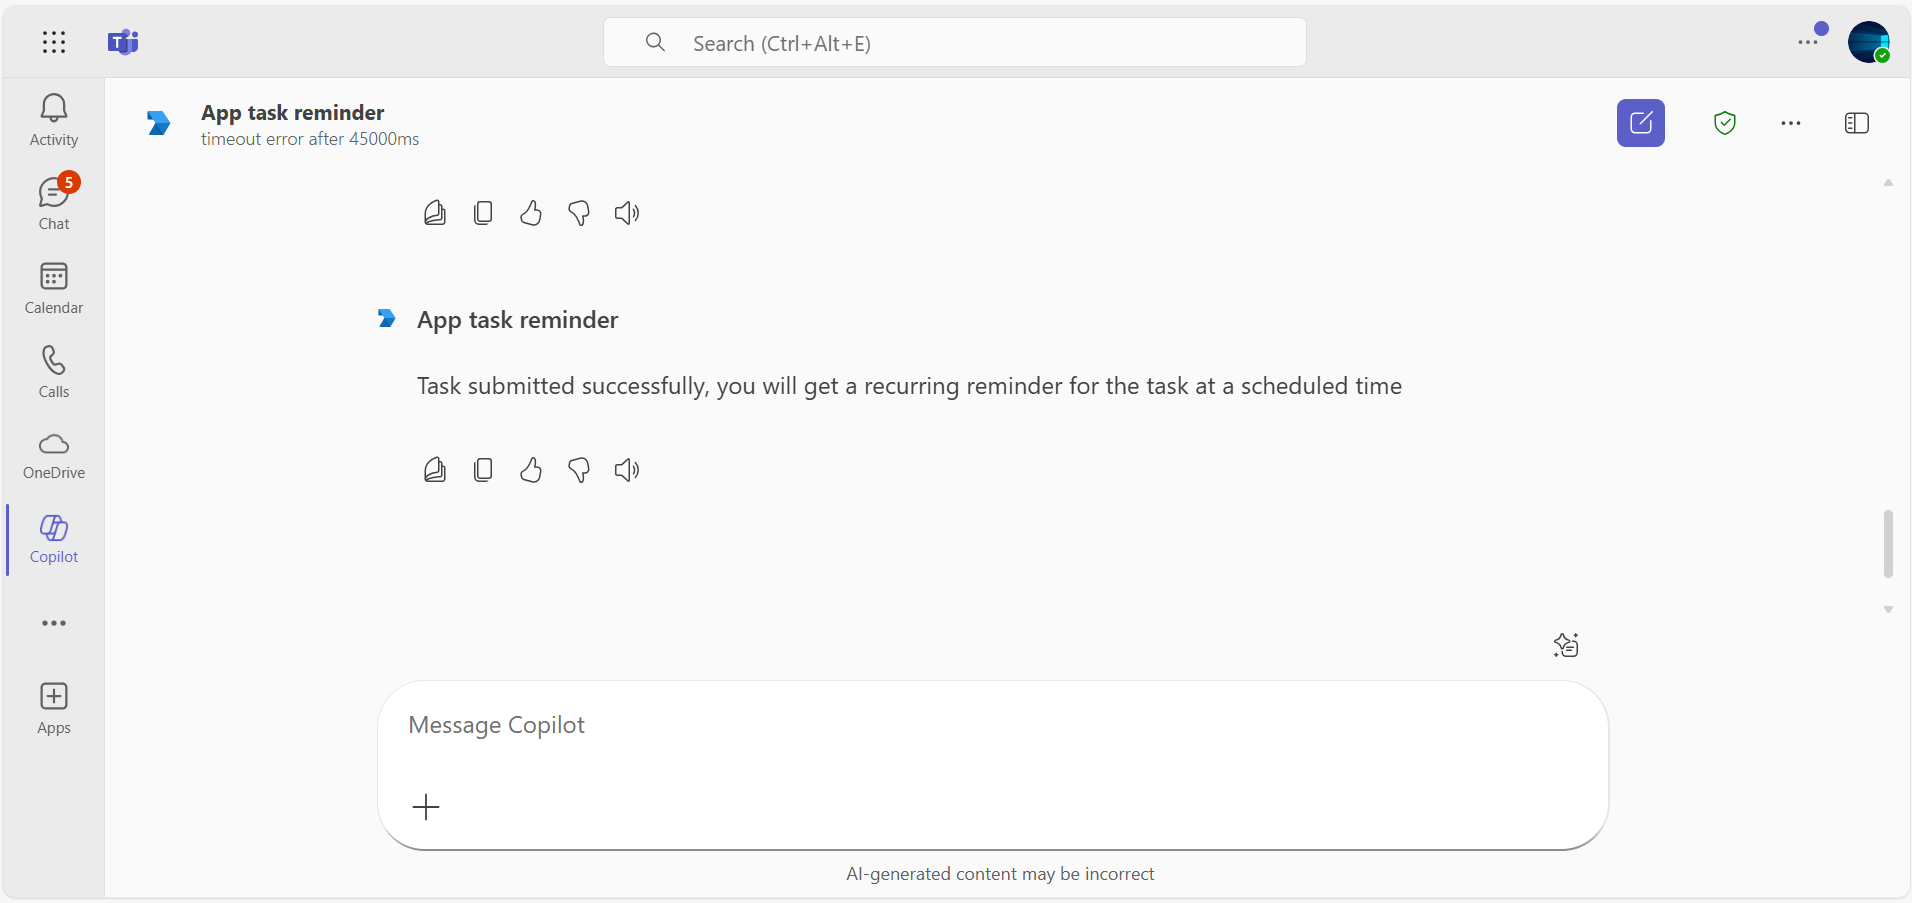 Search (Ctrl+Alt+E)
Activity
5
Chat
Calendar
Calls
OneDrive
Copilot
Apps
App task reminder
timeout error after 45000ms
App task reminder
Task submitted successfully, you will get a recurring reminder for the task at a scheduled time
Message Copilot
AI-generated content may be incorrect